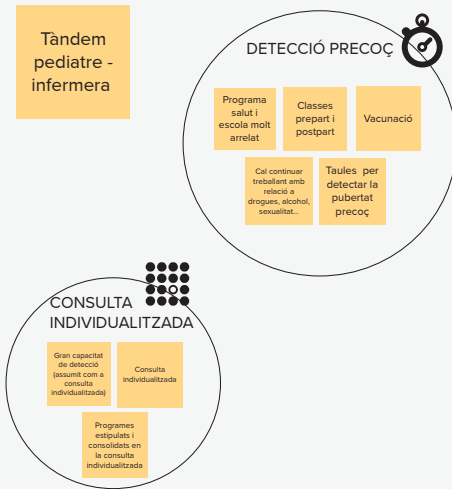 Tàndem
pediatre -
infermera
DETECCIÓ PRECOÇ
Programa
salut i
escola molt
arrelat
Classes
prepart i
postpart
Vacunació
Cal continuar
treballant amb
relació a
drogues, alcohol,
sexualitat...
Taules per
detectar la
pubertat
precoç
CONSULTA
INDIVIDUALITZADA
Gran capacitat
de detecció
(assumit com a
consulta
individualitzada)
Consulta
individualitzada
Programes
estipulats i
consolidats en
la consulta
individualitzada